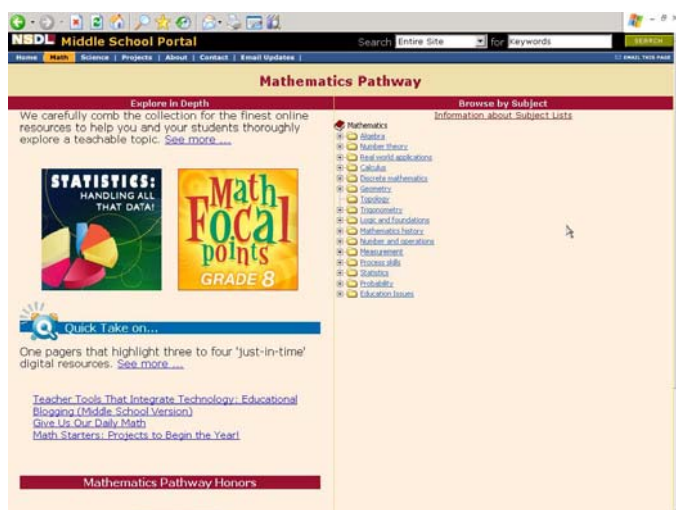 NSDL Middle School Portal
Search Entire Site for Keywords SEARCH
Home Math Science | Projects | About | Contact | Email Updates |
EMAIL THIS PAGE
Mathematics Pathway
Explore in Depth
We carefully comb the collection for the finest online
resources to help you and your students thoroughly
explore a teachable topic. See more ...
STATISTICS:
HANDLING ALL
THAT DATA!
Math
Focal
points
GRADE 8
Quick Take on...
One pagers that highlight three to four 'just-in-time'
digital resources. See more ...
Teacher Tools That Integrate Technology: Educational
Blogging (Middle School Version)
Give Us Our Daily Math
Math Starters: Projects to Begin the Year!
Mathematics Pathway Honors
Browse by Subject
Information about Subject Lists
Mathematics
Algebra
Number theory
Real world applications
Calculus
Discrete mathematics
Geometry
Topology
Trigonometry
Logic and foundations
Mathematics history
Number and operations
Measurement
Process skills
Statistics
Probability
Education Issues